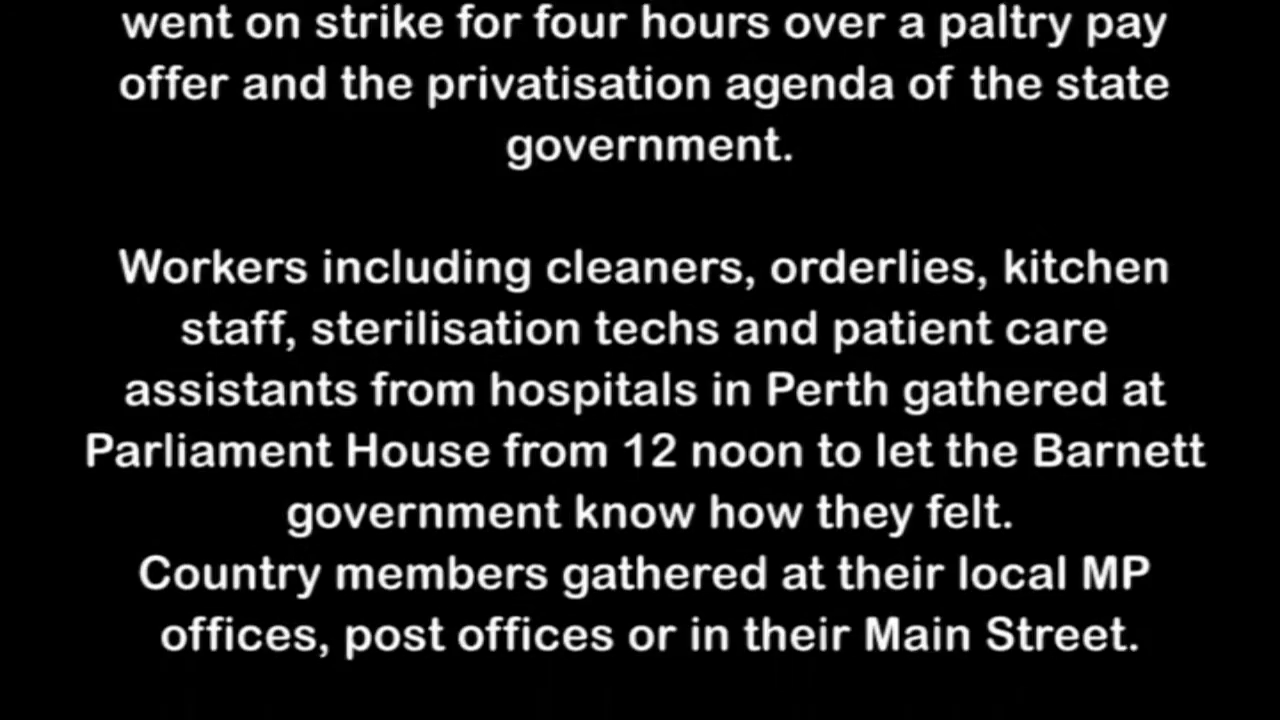 went on strike for four hours over a paltry pay
offer and the privatisation agenda of the state
government.
Workers including cleaners, orderlies, kitchen
staff, sterilisation techs and patient care
assistants from hospitals in Perth gathered at
Parliament House from 12 noon to let the Barnett
government know how they felt.
Country members gathered at their local MP
offices, post offices or in their Main Street.